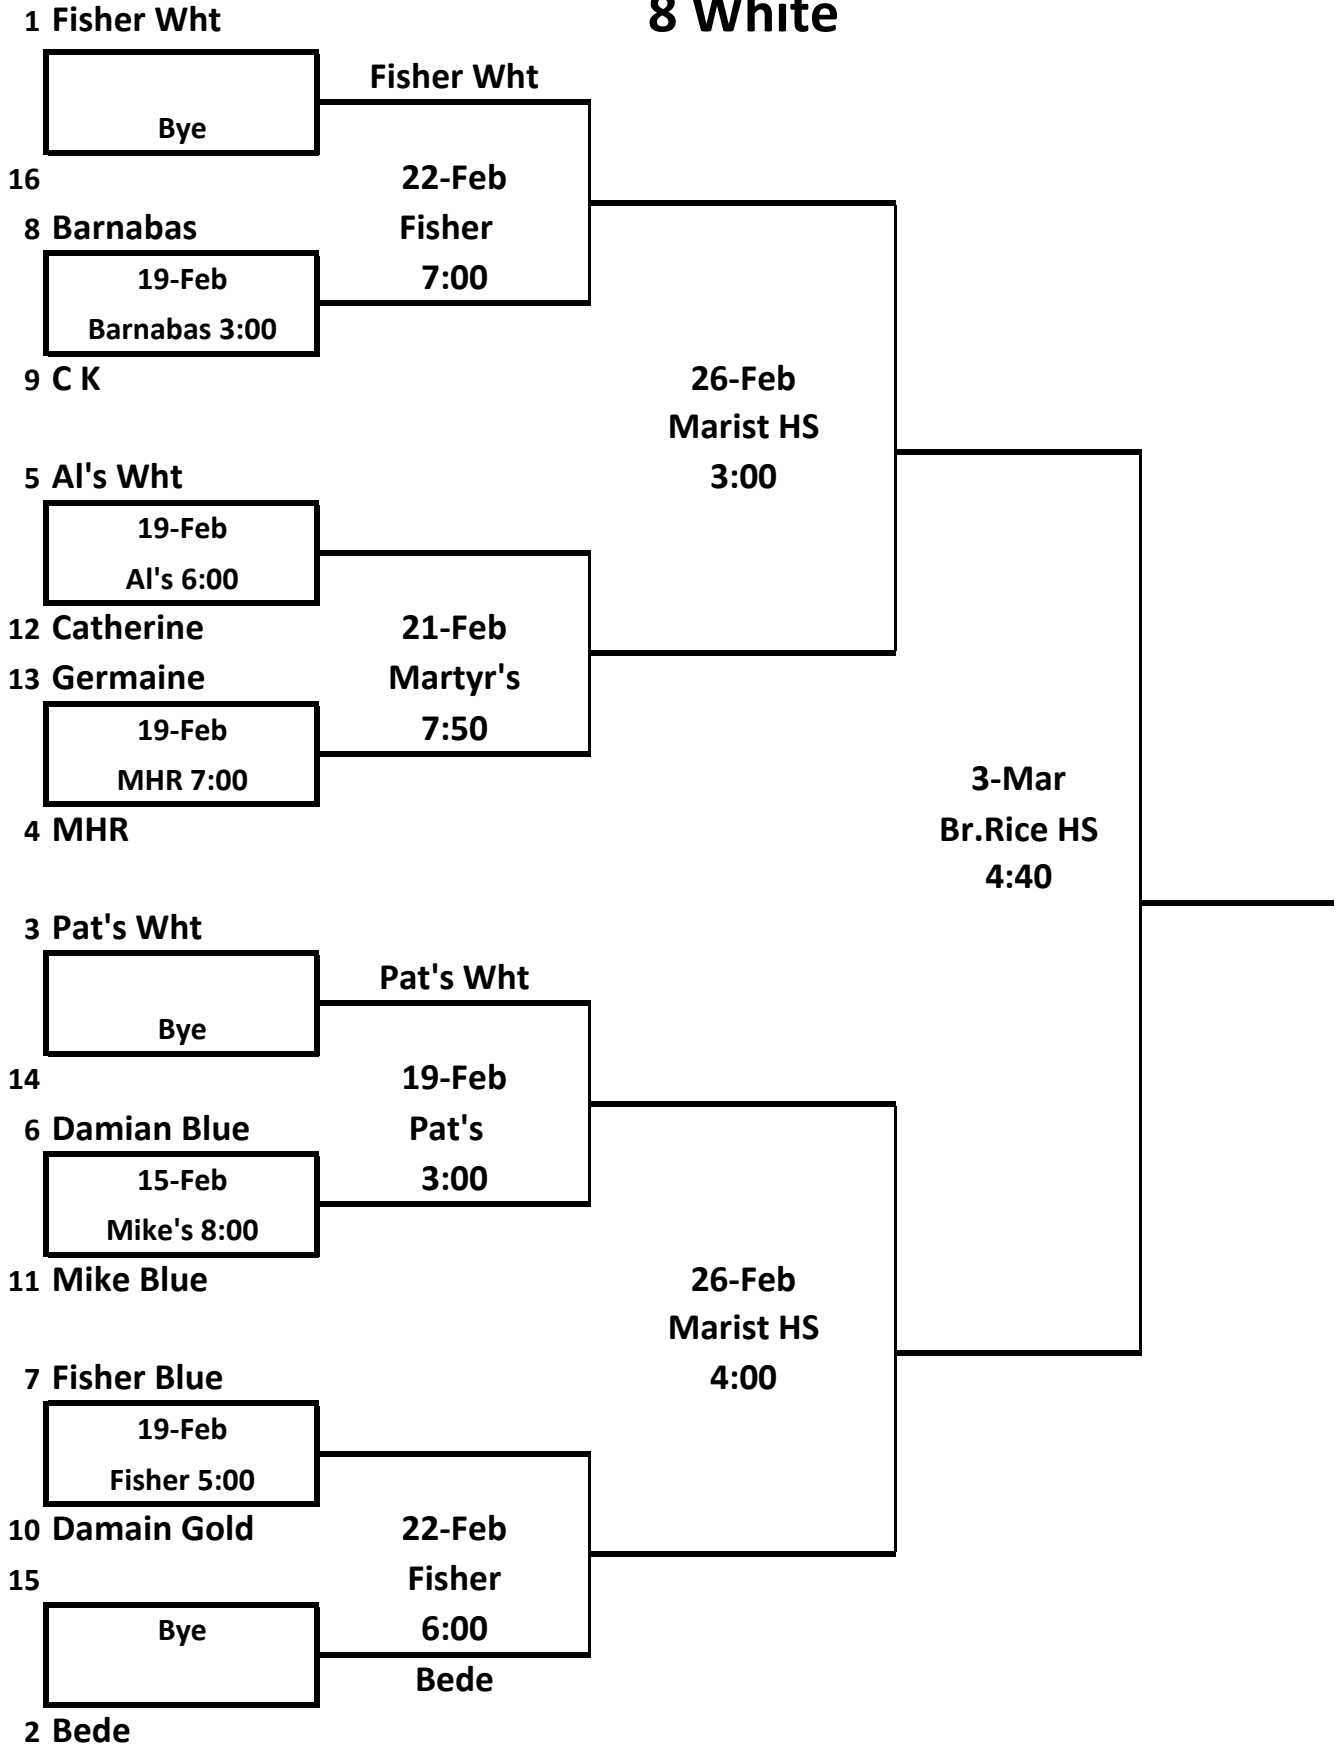 8 White
1 Fisher Wht
Fisher Wht
Bye
16
22-Feb
8 Barnabas
Fisher
19-Feb
7:00
Barnabas 3:00
9 C K
26-Feb
Marist HS
5 Al's Wht
3:00
19-Feb
Al's 6:00
12 Catherine
21-Feb
13 Germaine
Martyr's
19-Feb
7:50
MHR 7:00
3-Mar
4 MHR
Br.Rice HS
4:40
3 Pat's Wht
Pat's Wht
Bye
14
19-Feb
6 Damian Blue
Pat's
15-Feb
3:00
Mike's 8:00
11 Mike Blue
26-Feb
Marist HS
7 Fisher Blue
4:00
19-Feb
Fisher 5:00
10 Damain Gold
22-Feb
15
Fisher
Bye
6:00
Bede
2 Bede